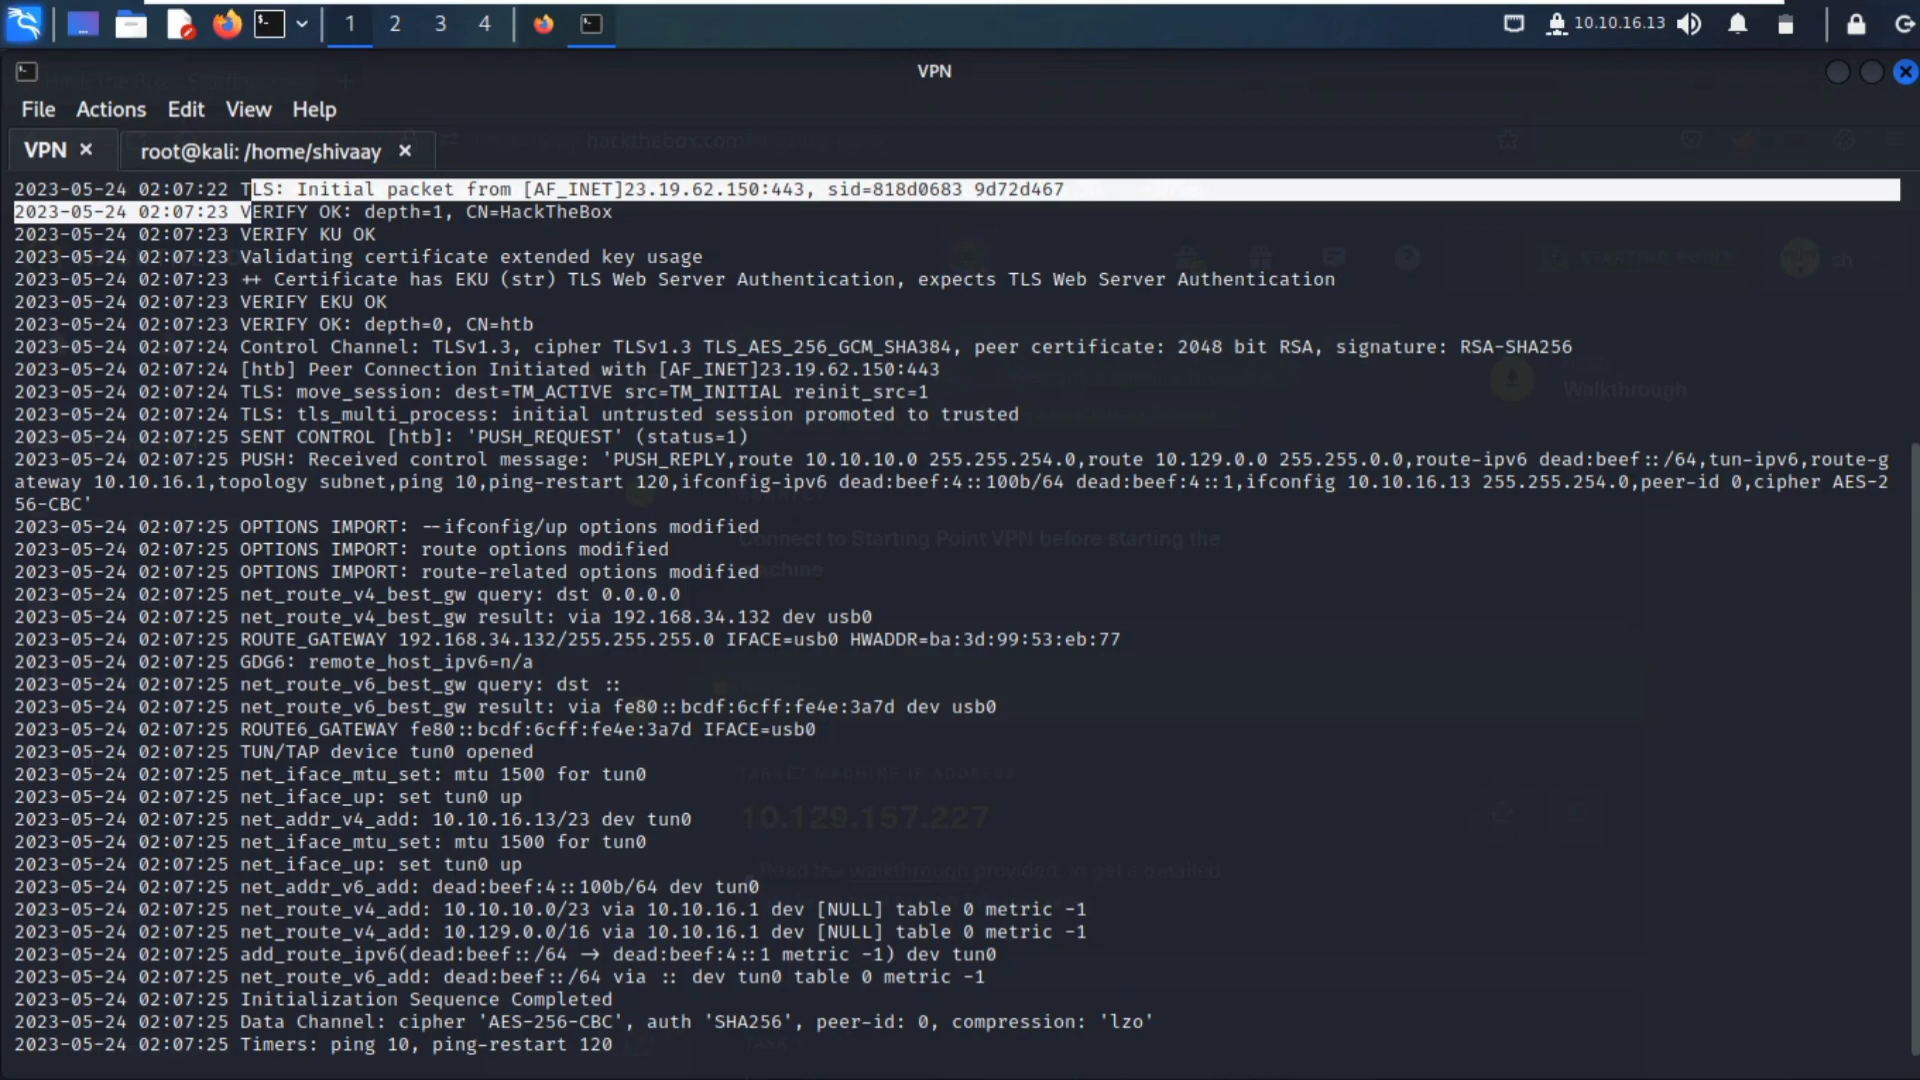 1 2 3 4 10.10.16.13
VPN
File Actions Edit View Help
VPN × root@kali: /home/shivaay ×
2023-05-24 02:07:22 TLS: Initial packet from [AF_INET]23.19.62.150:443, sid=818d0683 9d72d467
2023-05-24 02:07:23 VERIFY OK: depth=1, CN=HackTheBox
2023-05-24 02:07:23 VERIFY KU OK
2023-05-24 02:07:23 Validating certificate extended key usage
2023-05-24 02:07:23 ++ Certificate has EKU (str) TLS Web Server Authentication, expects TLS Web Server Authentication
2023-05-24 02:07:23 VERIFY EKU OK
2023-05-24 02:07:23 VERIFY OK: depth=0, CN=htb
2023-05-24 02:07:24 Control Channel: TLSv1.3, cipher TLSv1.3 TLS_AES_256_GCM_SHA384, peer certificate: 2048 bit RSA, signature: RSA-SHA256
2023-05-24 02:07:24 [htb] Peer Connection Initiated with [AF_INET]23.19.62.150:443
2023-05-24 02:07:24 TLS: move_session: dest=TM_ACTIVE src=TM_INITIAL reinit_src=1
2023-05-24 02:07:24 TLS: tls_multi_process: initial untrusted session promoted to trusted
2023-05-24 02:07:25 SENT CONTROL [htb]: 'PUSH_REQUEST' (status=1)
2023-05-24 02:07:25 PUSH: Received control message: 'PUSH_REPLY,route 10.10.10.0 255.255.254.0,route 10.129.0.0 255.255.0.0,route-ipv6 dead:beef::/64,tun-ipv6,route-g
ateway 10.10.16.1,topology subnet,ping 10,ping-restart 120,ifconfig-ipv6 dead:beef:4::100b/64 dead:beef:4::1,ifconfig 10.10.16.13 255.255.254.0,peer-id 0,cipher AES-2
56-CBC'
2023-05-24 02:07:25 OPTIONS IMPORT: --ifconfig/up options modified
2023-05-24 02:07:25 OPTIONS IMPORT: route options modified
2023-05-24 02:07:25 OPTIONS IMPORT: route-related options modified
2023-05-24 02:07:25 net_route_v4_best_gw query: dst 0.0.0.0
2023-05-24 02:07:25 net_route_v4_best_gw result: via 192.168.34.132 dev usb0
2023-05-24 02:07:25 ROUTE_GATEWAY 192.168.34.132/255.255.255.0 IFACE=usb0 HWADDR=ba:3d:99:53:eb:77
2023-05-24 02:07:25 GDG6: remote_host_ipv6=n/a
2023-05-24 02:07:25 net_route_v6_best_gw query: dst ::
2023-05-24 02:07:25 net_route_v6_best_gw result: via fe80::bcdf:6cff:fe4e:3a7d dev usb0
2023-05-24 02:07:25 ROUTE6_GATEWAY fe80::bcdf:6cff:fe4e:3a7d IFACE=usb0
2023-05-24 02:07:25 TUN/TAP device tun0 opened
2023-05-24 02:07:25 net_iface_mtu_set: mtu 1500 for tun0
2023-05-24 02:07:25 net_iface_up: set tun0 up
2023-05-24 02:07:25 net_addr_v4_add: 10.10.16.13/23 dev tun0
2023-05-24 02:07:25 net_iface_mtu_set: mtu 1500 for tun0
2023-05-24 02:07:25 net_iface_up: set tun0 up
2023-05-24 02:07:25 net_addr_v6_add: dead:beef:4::100b/64 dev tun0
2023-05-24 02:07:25 net_route_v4_add: 10.10.10.0/23 via 10.10.16.1 dev [NULL] table 0 metric -1
2023-05-24 02:07:25 net_route_v4_add: 10.129.0.0/16 via 10.10.16.1 dev [NULL] table 0 metric -1
2023-05-24 02:07:25 add_route_ipv6(dead:beef::/64 -> dead:beef:4::1 metric -1) dev tun0
2023-05-24 02:07:25 net_route_v6_add: dead:beef::/64 via :: dev tun0 table 0 metric -1
2023-05-24 02:07:25 Initialization Sequence Completed
2023-05-24 02:07:25 Data Channel: cipher 'AES-256-CBC', auth 'SHA256', peer-id: 0, compression: 'lzo'
2023-05-24 02:07:25 Timers: ping 10, ping-restart 120
hackthebox.com
Walkthrough
Connect to Starting Point VPN before starting the
TARGET MACHINE IP ADDRESS
10.129.157.227